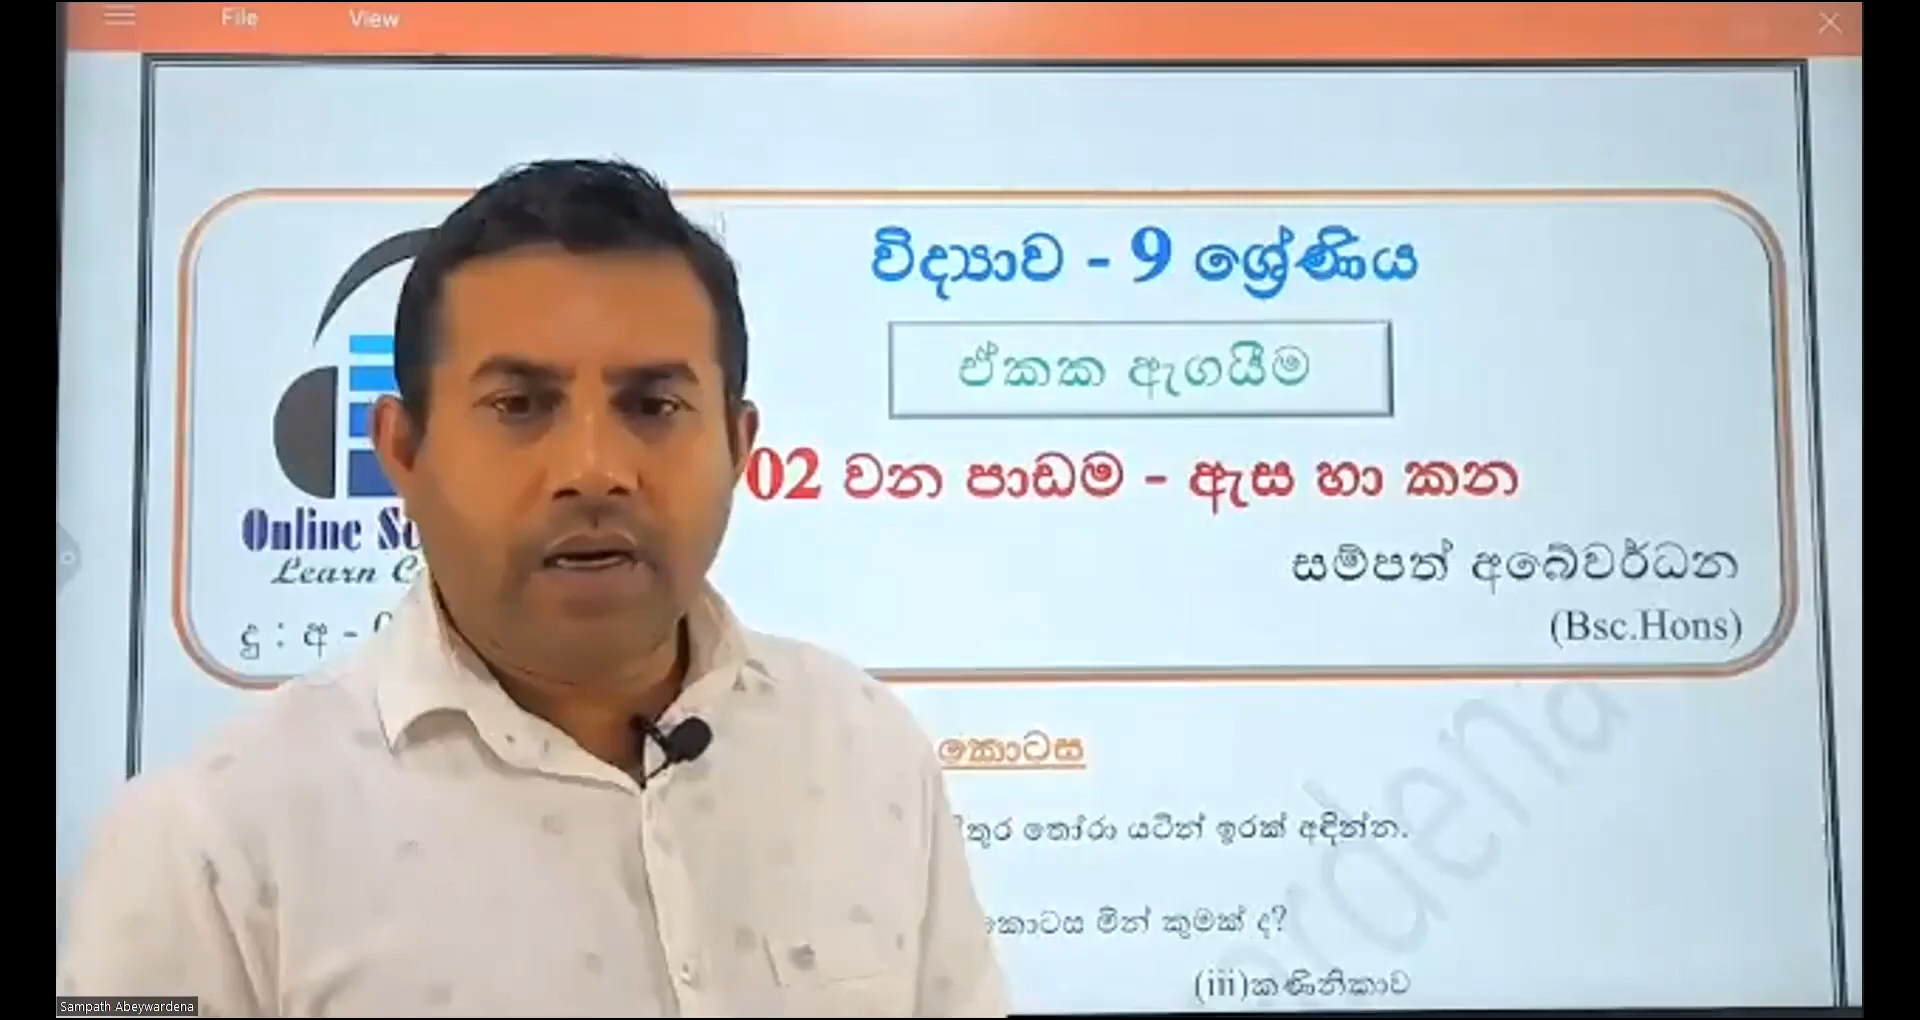 File View
විද්‍යාව - 9 ශ්‍රේණිය
ඒකක ඇගයීම
02 වන පාඩම - ඇස හා කන
Online
Learn
සම්පත් අබේවර්ධන
දු : අ -
(Bsc.Hons)
කොටස
තෝරා යටින් ඉරක් අඳින්න.
කොටස මින් කුමක් ද?
(iii)කණිනිකාව
Sampath Abeywardena